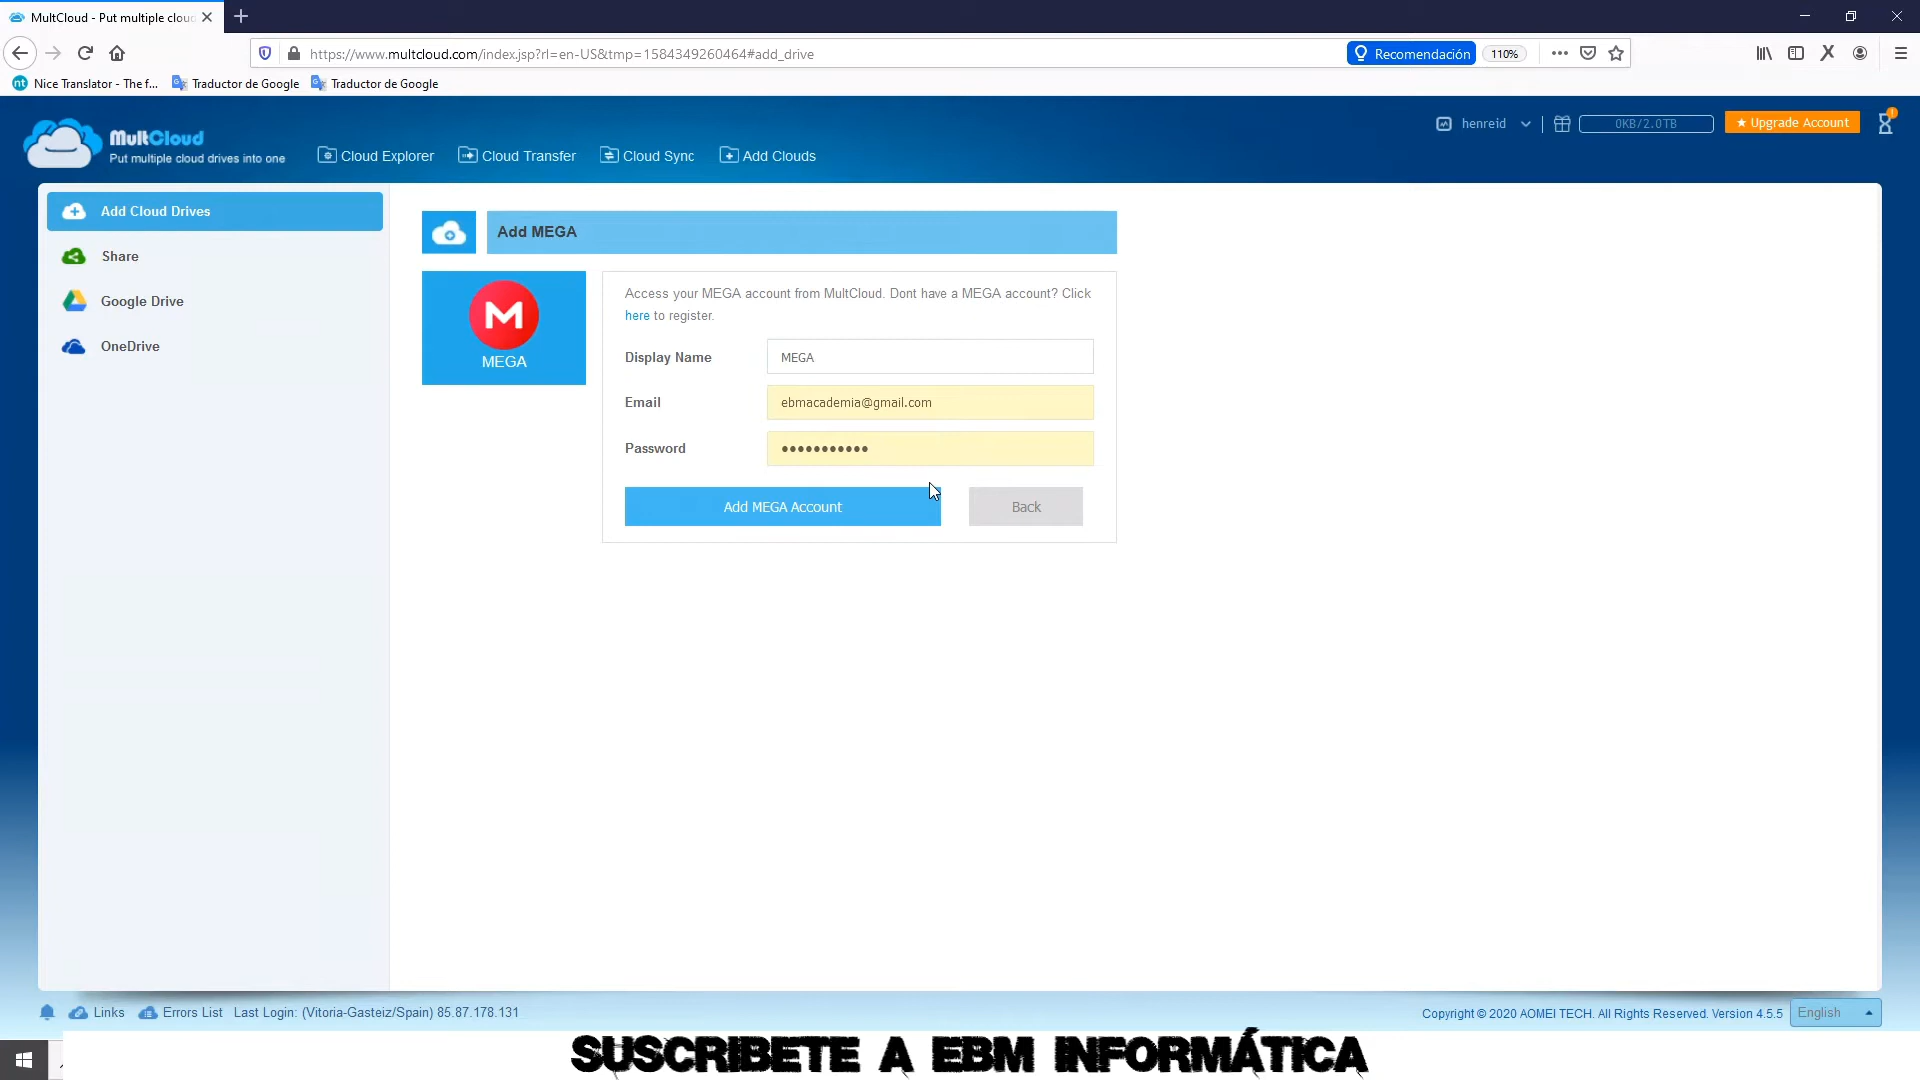 MultCloud - Put multiple cloud
https://www.multcloud.com/index.jsp?rl=en-US&tmp=1584349260464#add_drive
Recomendación
110%
Nice Translator - The f...
Traductor de Google
Traductor de Google
MultCloud
Put multiple cloud drives into one
Cloud Explorer
Cloud Transfer
Cloud Sync
Add Clouds
henreid
0KB/2.0TB
★ Upgrade Account
Add Cloud Drives
Share
Google Drive
OneDrive
Add MEGA
M
MEGA
Access your MEGA account from MultCloud. Dont have a MEGA account? Click
here to register.
Display Name
MEGA
Email
ebmacademia@gmail.com
Password
•••••••••••
Add MEGA Account
Back
Links
Errors List
Last Login: (Vitoria-Gasteiz/Spain) 85.87.178.131
Copyright © 2020 AOMEI TECH. All Rights Reserved. Version 4.5.5
English
SUSCRIBETE A EBM INFORMÁTICA